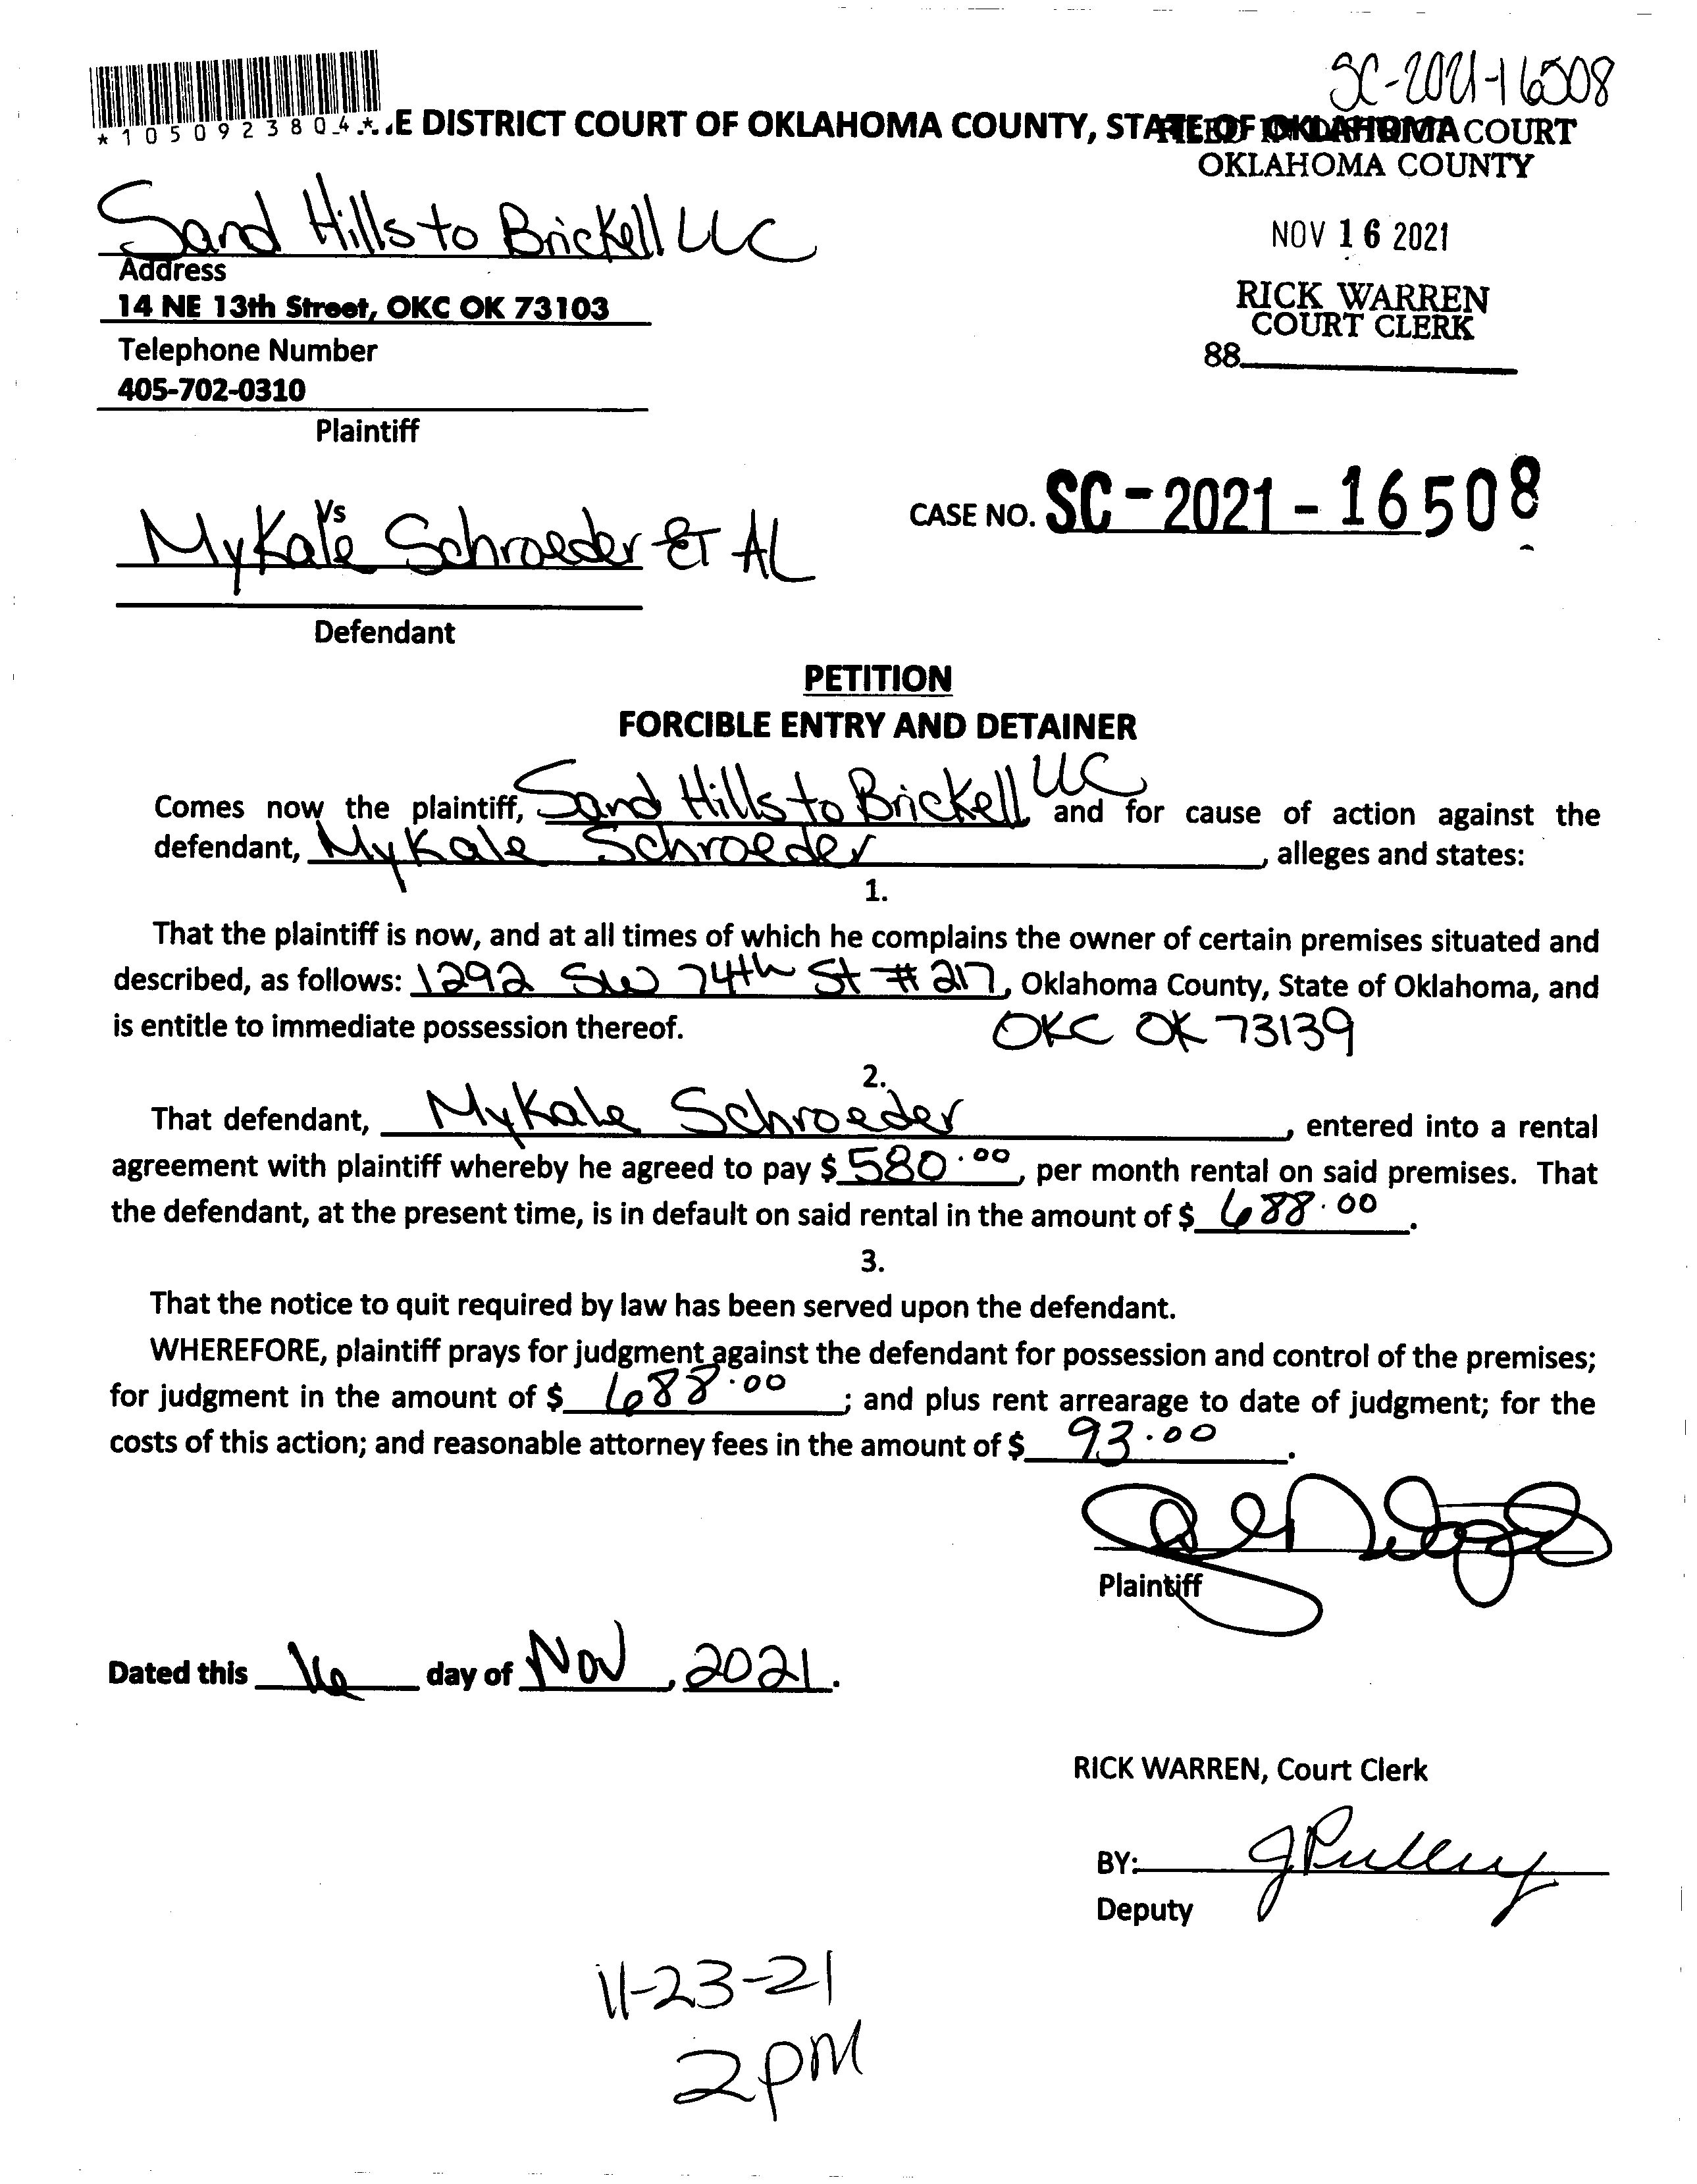 SC-2021-16508
*1050923804*
E DISTRICT COURT OF OKLAHOMA COUNTY, STATE OF OKLAHOMA
COURT
OKLAHOMA COUNTY
Sand Hills to Brickell LLC
NOV 16 2021
Address
14 NE 13th Street, OKC OK 73103
RICK WARREN
COURT CLERK
Telephone Number
88
405-702-0310
Plaintiff
Vs
CASE NO. SC-2021-16508
Mykale Schroeder ET AL
Defendant
PETITION
FORCIBLE ENTRY AND DETAINER
Comes now the plaintiff, Sand Hills to Brickell LLC and for cause of action against the
defendant, Mykale Schroeder, alleges and states:
1.
That the plaintiff is now, and at all times of which he complains the owner of certain premises situated and
described, as follows: 1292 SW 74th St #217, Oklahoma County, State of Oklahoma, and
is entitle to immediate possession thereof. OKC OK 73139
2.
That defendant, Mykale Schroeder, entered into a rental
agreement with plaintiff whereby he agreed to pay $ 580.00, per month rental on said premises. That
the defendant, at the present time, is in default on said rental in the amount of $ 688.00.
3.
That the notice to quit required by law has been served upon the defendant.
WHEREFORE, plaintiff prays for judgment against the defendant for possession and control of the premises;
for judgment in the amount of $ 688.00; and plus rent arrearage to date of judgment; for the
costs of this action; and reasonable attorney fees in the amount of $ 93.00.
Plaintiff
Dated this 16 day of Nov, 2021.
RICK WARREN, Court Clerk
BY: J Pulley
Deputy
11-23-21
2pm